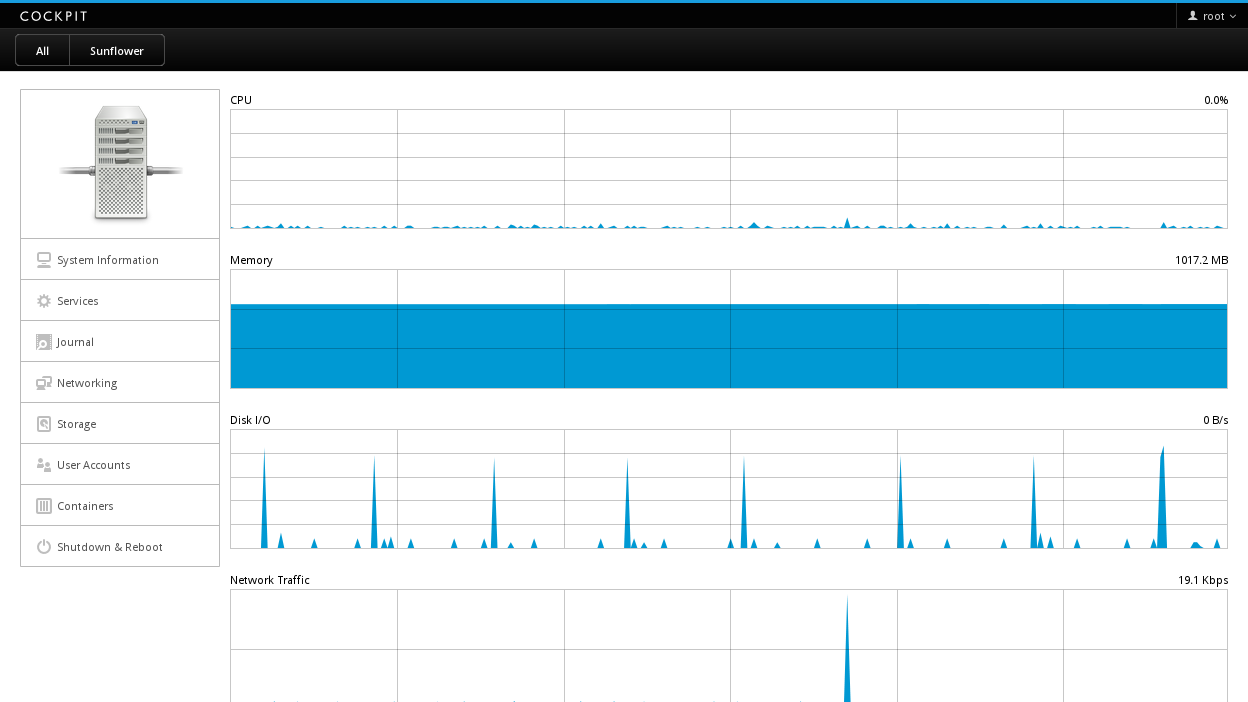 COCKPIT
root
All
Sunflower
System Information
Services
Journal
Networking
Storage
User Accounts
Containers
Shutdown & Reboot
CPU 0.0%
Memory 1017.2 MB
Disk I/O 0 B/s
Network Traffic 19.1 Kbps